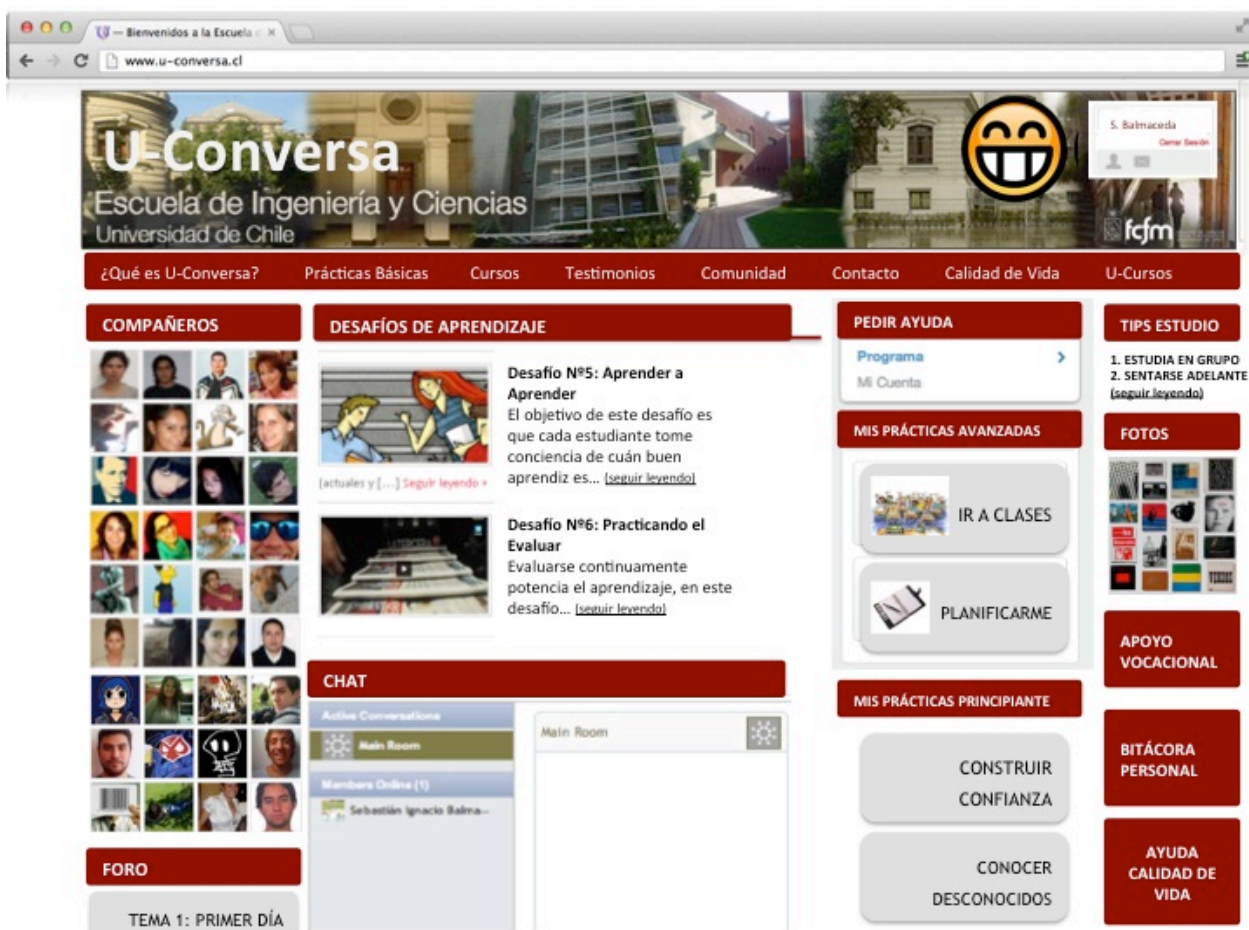 — Bienvenidos a la Escuela
www.u-conversa.cl
U-Conversa
Escuela de Ingeniería y Ciencias
Universidad de Chile
S. Balmaceda
Cerrar Sesión
fcfm
¿Qué es U-Conversa? Prácticas Básicas Cursos Testimonios Comunidad Contacto Calidad de Vida U-Cursos
COMPAÑEROS
DESAFÍOS DE APRENDIZAJE
Desafío Nº5: Aprender a
Aprender
El objetivo de este desafío es
que cada estudiante tome
conciencia de cuán buen
aprendiz es... (seguir leyendo)
[actuales y [...] Seguir leyendo »
Desafío Nº6: Practicando el
Evaluar
Evaluarse continuamente
potencia el aprendizaje, en este
desafío... (seguir leyendo)
CHAT
Active Conversations
Main Room
Members Online (1)
Sebastián Ignacio Balma...
Main Room
FORO
TEMA 1: PRIMER DÍA
PEDIR AYUDA
Programa
Mi Cuenta
MIS PRÁCTICAS AVANZADAS
IR A CLASES
PLANIFICARME
MIS PRÁCTICAS PRINCIPIANTE
CONSTRUIR
CONFIANZA
CONOCER
DESCONOCIDOS
TIPS ESTUDIO
1. ESTUDIA EN GRUPO
2. SENTARSE ADELANTE
(seguir leyendo)
FOTOS
APOYO
VOCACIONAL
BITÁCORA
PERSONAL
AYUDA
CALIDAD DE
VIDA